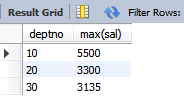 Result Grid Filter Rows:
deptno max(sal)
10 5500
20 3300
30 3135